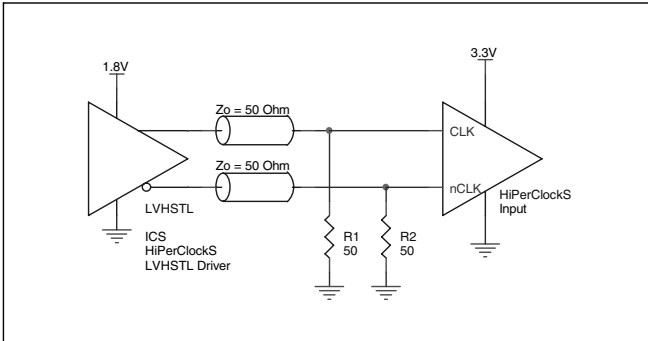 1.8V
3.3V
Zo = 50 Ohm
CLK
Zo = 50 Ohm
nCLK
HiPerClockS
Input
LVHSTL
ICS
HiPerClockS
LVHSTL Driver
R1
50
R2
50